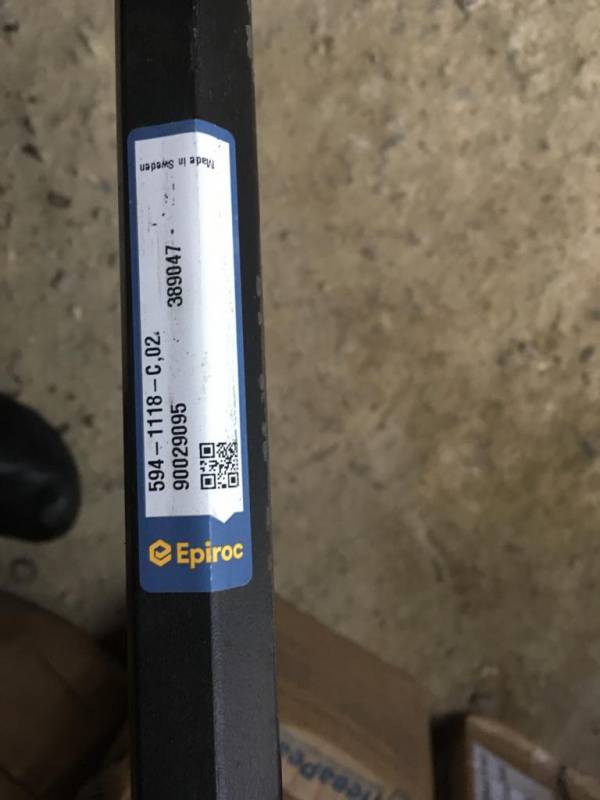 594-1118-C,02.
90029095 389047
Made in Sweden
Epiroc